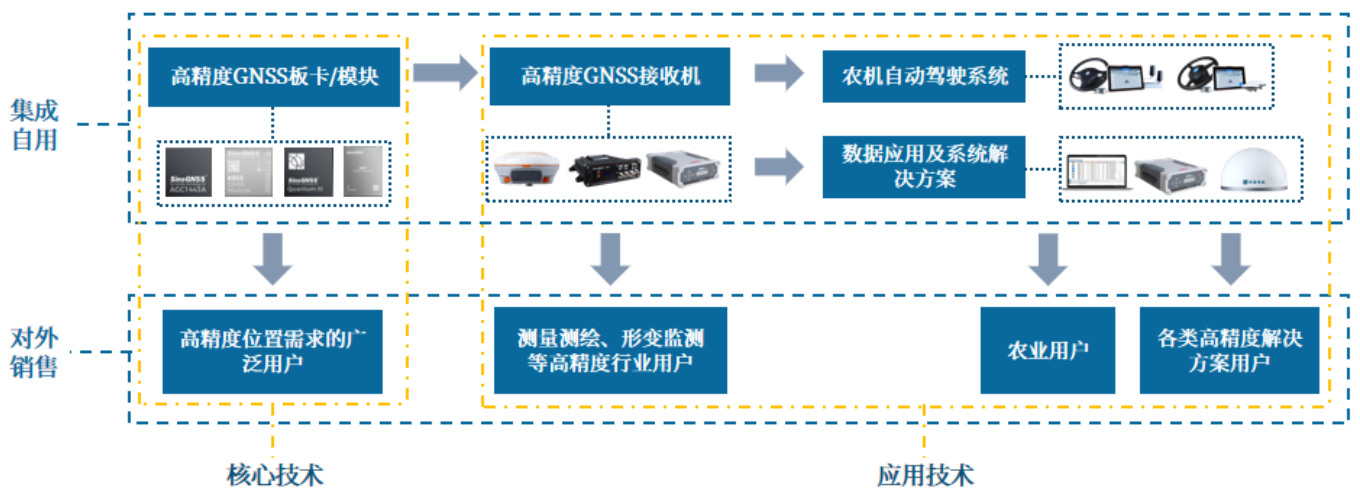 集成
自用
高精度GNSS板卡/模块
高精度GNSS接收机
农机自动驾驶系统
数据应用及系统解
决方案
SinoGNSS
AGC1443A
SinoGNSS
Quantum III
对外
销售
高精度位置需求的广
泛用户
测量测绘、形变监测
等高精度行业用户
农业用户
各类高精度解决
方案用户
核心技术
应用技术